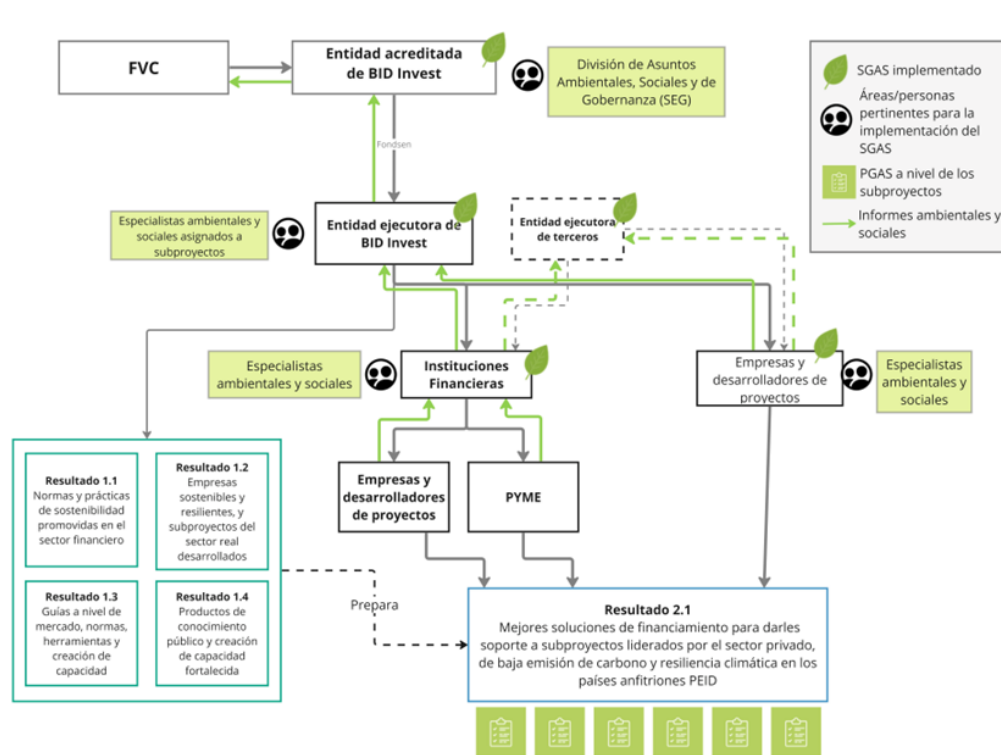 FVC
Entidad acreditada
de BID Invest
División de Asuntos
Ambientales, Sociales y de
Gobernanza (SEG)
SGAS implementado
Áreas/personas
pertinentes para la
implementación del
SGAS
PGAS a nivel de los
subproyectos
Informes ambientales y
sociales
Fondsen
Especialistas ambientales y
sociales asignados a
subproyectos
Entidad ejecutora de
BID Invest
Entidad ejecutora
de terceros
Especialistas
ambientales y sociales
Instituciones
Financieras
Empresas y
desarrolladores de
proyectos
Especialistas
ambientales y
sociales
Resultado 1.1
Normas y prácticas
de sostenibilidad
promovidas en el
sector financiero
Resultado 1.2
Empresas
sostenibles y
resilientes, y
subproyectos del
sector real
desarrollados
Empresas y
desarrolladores
de proyectos
PYME
Resultado 1.3
Guías a nivel de
mercado, normas,
herramientas y
creación de
capacidad
Resultado 1.4
Productos de
conocimiento
público y creación
de capacidad
fortalecida
Prepara
Resultado 2.1
Mejores soluciones de financiamiento para darles
soporte a subproyectos liderados por el sector privado,
de baja emisión de carbono y resiliencia climática en los
países anfitriones PEID